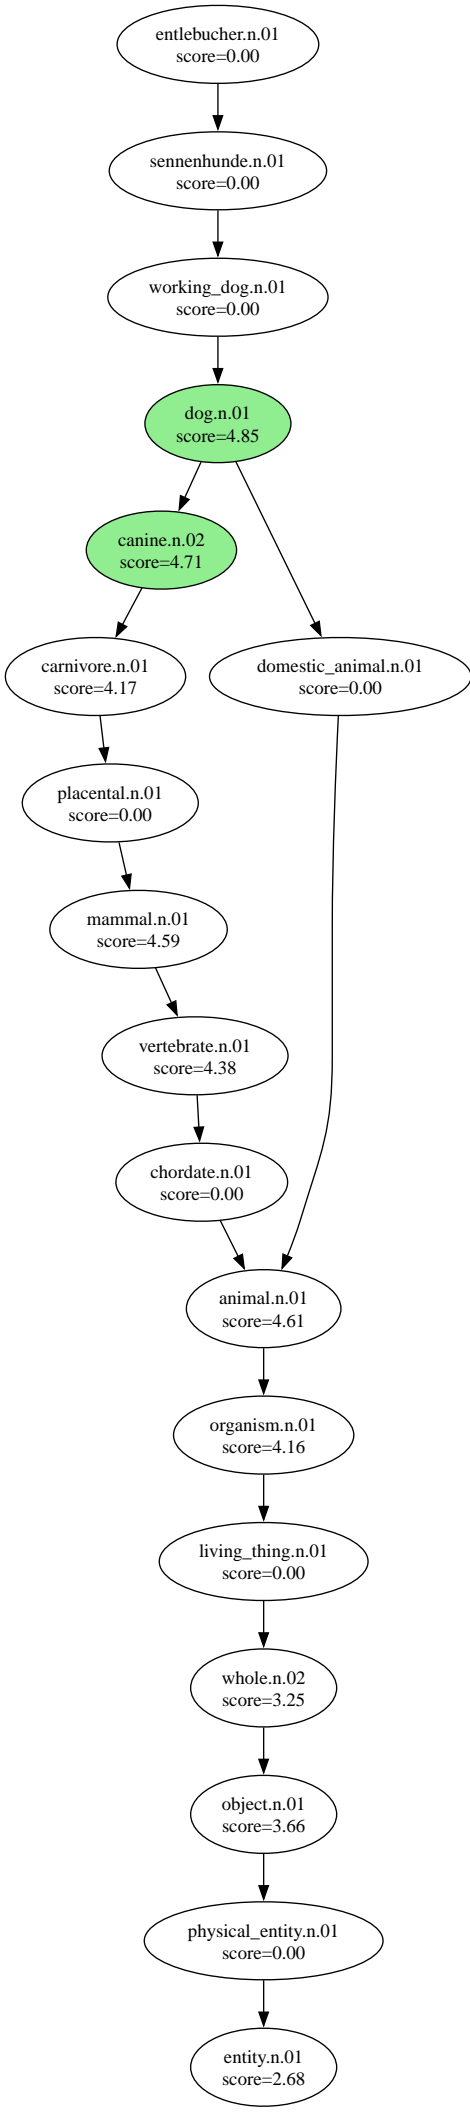 entlebucher.n.01
score=0.00
sennenhunde.n.01
score=0.00
working_dog.n.01
score=0.00
dog.n.01
score=4.85
canine.n.02
score=4.71
carnivore.n.01
score=4.17
domestic_animal.n.01
score=0.00
placental.n.01
score=0.00
mammal.n.01
score=4.59
vertebrate.n.01
score=4.38
chordate.n.01
score=0.00
animal.n.01
score=4.61
organism.n.01
score=4.16
living_thing.n.01
score=0.00
whole.n.02
score=3.25
object.n.01
score=3.66
physical_entity.n.01
score=0.00
entity.n.01
score=2.68